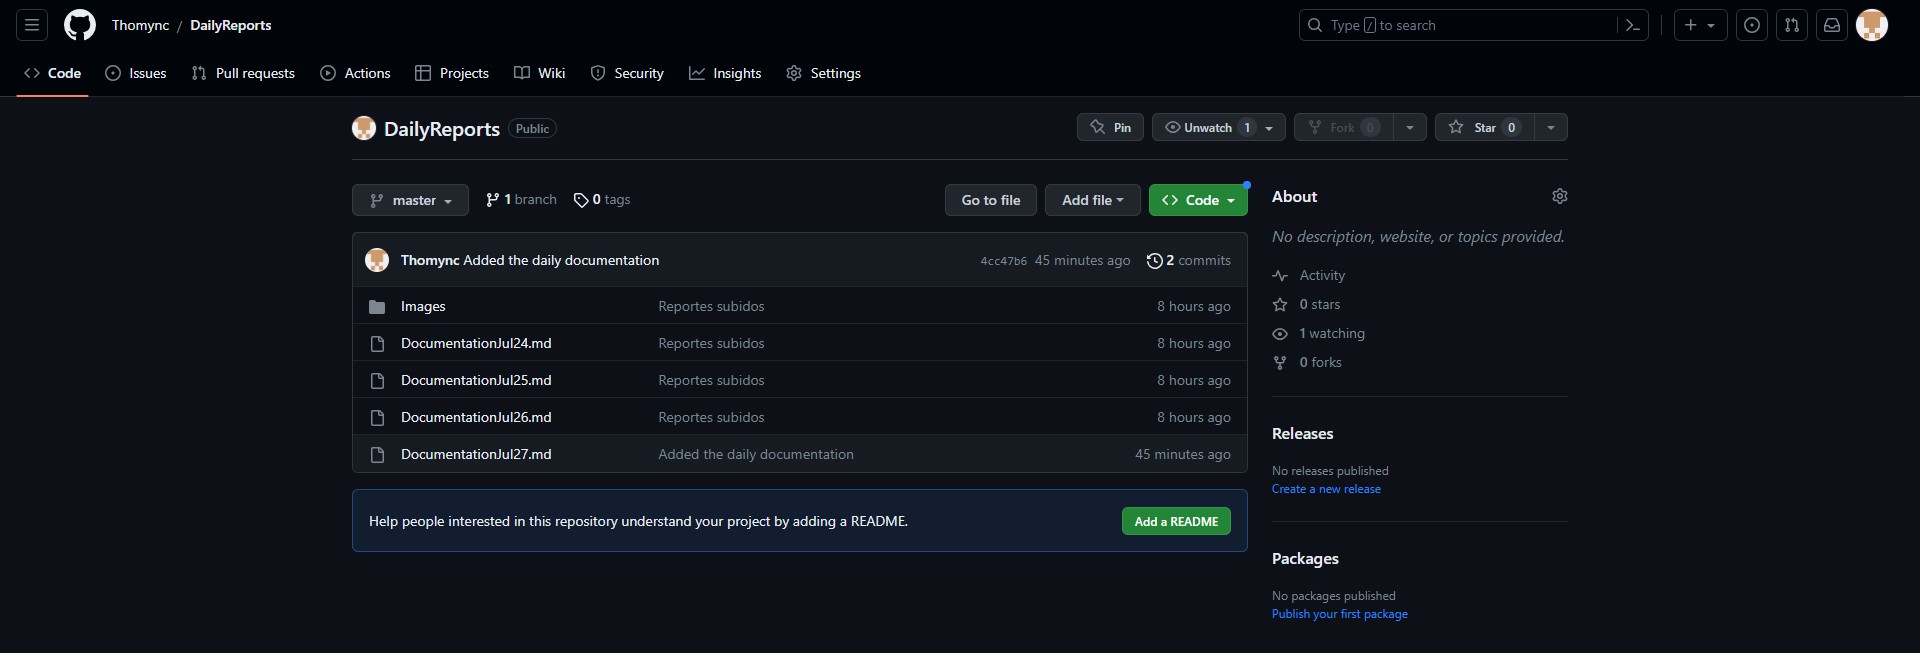 Thomync / DailyReports
Type / to search
Code Issues Pull requests Actions Projects Wiki Security Insights Settings
DailyReports Public
Pin Unwatch 1 Fork 0 Star 0
master 1 branch 0 tags
Go to file Add file Code
Thomync Added the daily documentation 4cc47b6 45 minutes ago 2 commits
Images Reportes subidos 8 hours ago
DocumentationJul24.md Reportes subidos 8 hours ago
DocumentationJul25.md Reportes subidos 8 hours ago
DocumentationJul26.md Reportes subidos 8 hours ago
DocumentationJul27.md Added the daily documentation 45 minutes ago
Help people interested in this repository understand your project by adding a README. Add a README
About
No description, website, or topics provided.
Activity
0 stars
1 watching
0 forks
Releases
No releases published
Create a new release
Packages
No packages published
Publish your first package